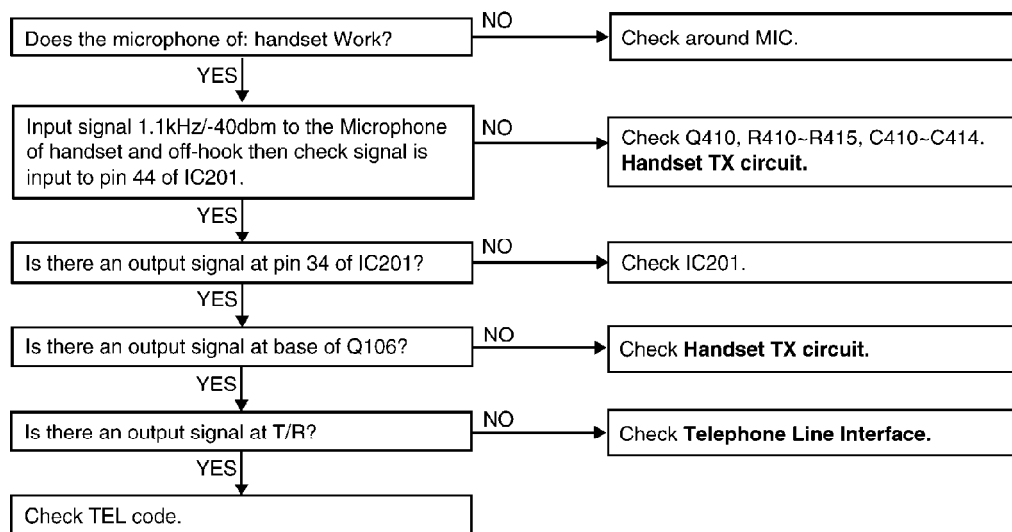 Does the microphone of: handset Work?
NO
Check around MIC.
YES
Input signal 1.1kHz/-40dbm to the Microphone
of handset and off-hook then check signal is
input to pin 44 of IC201.
NO
Check Q410, R410~R415, C410~C414.
Handset TX circuit.
YES
Is there an output signal at pin 34 of IC201?
NO
Check IC201.
YES
Is there an output signal at base of Q106?
NO
Check Handset TX circuit.
YES
Is there an output signal at T/R?
NO
Check Telephone Line Interface.
YES
Check TEL code.